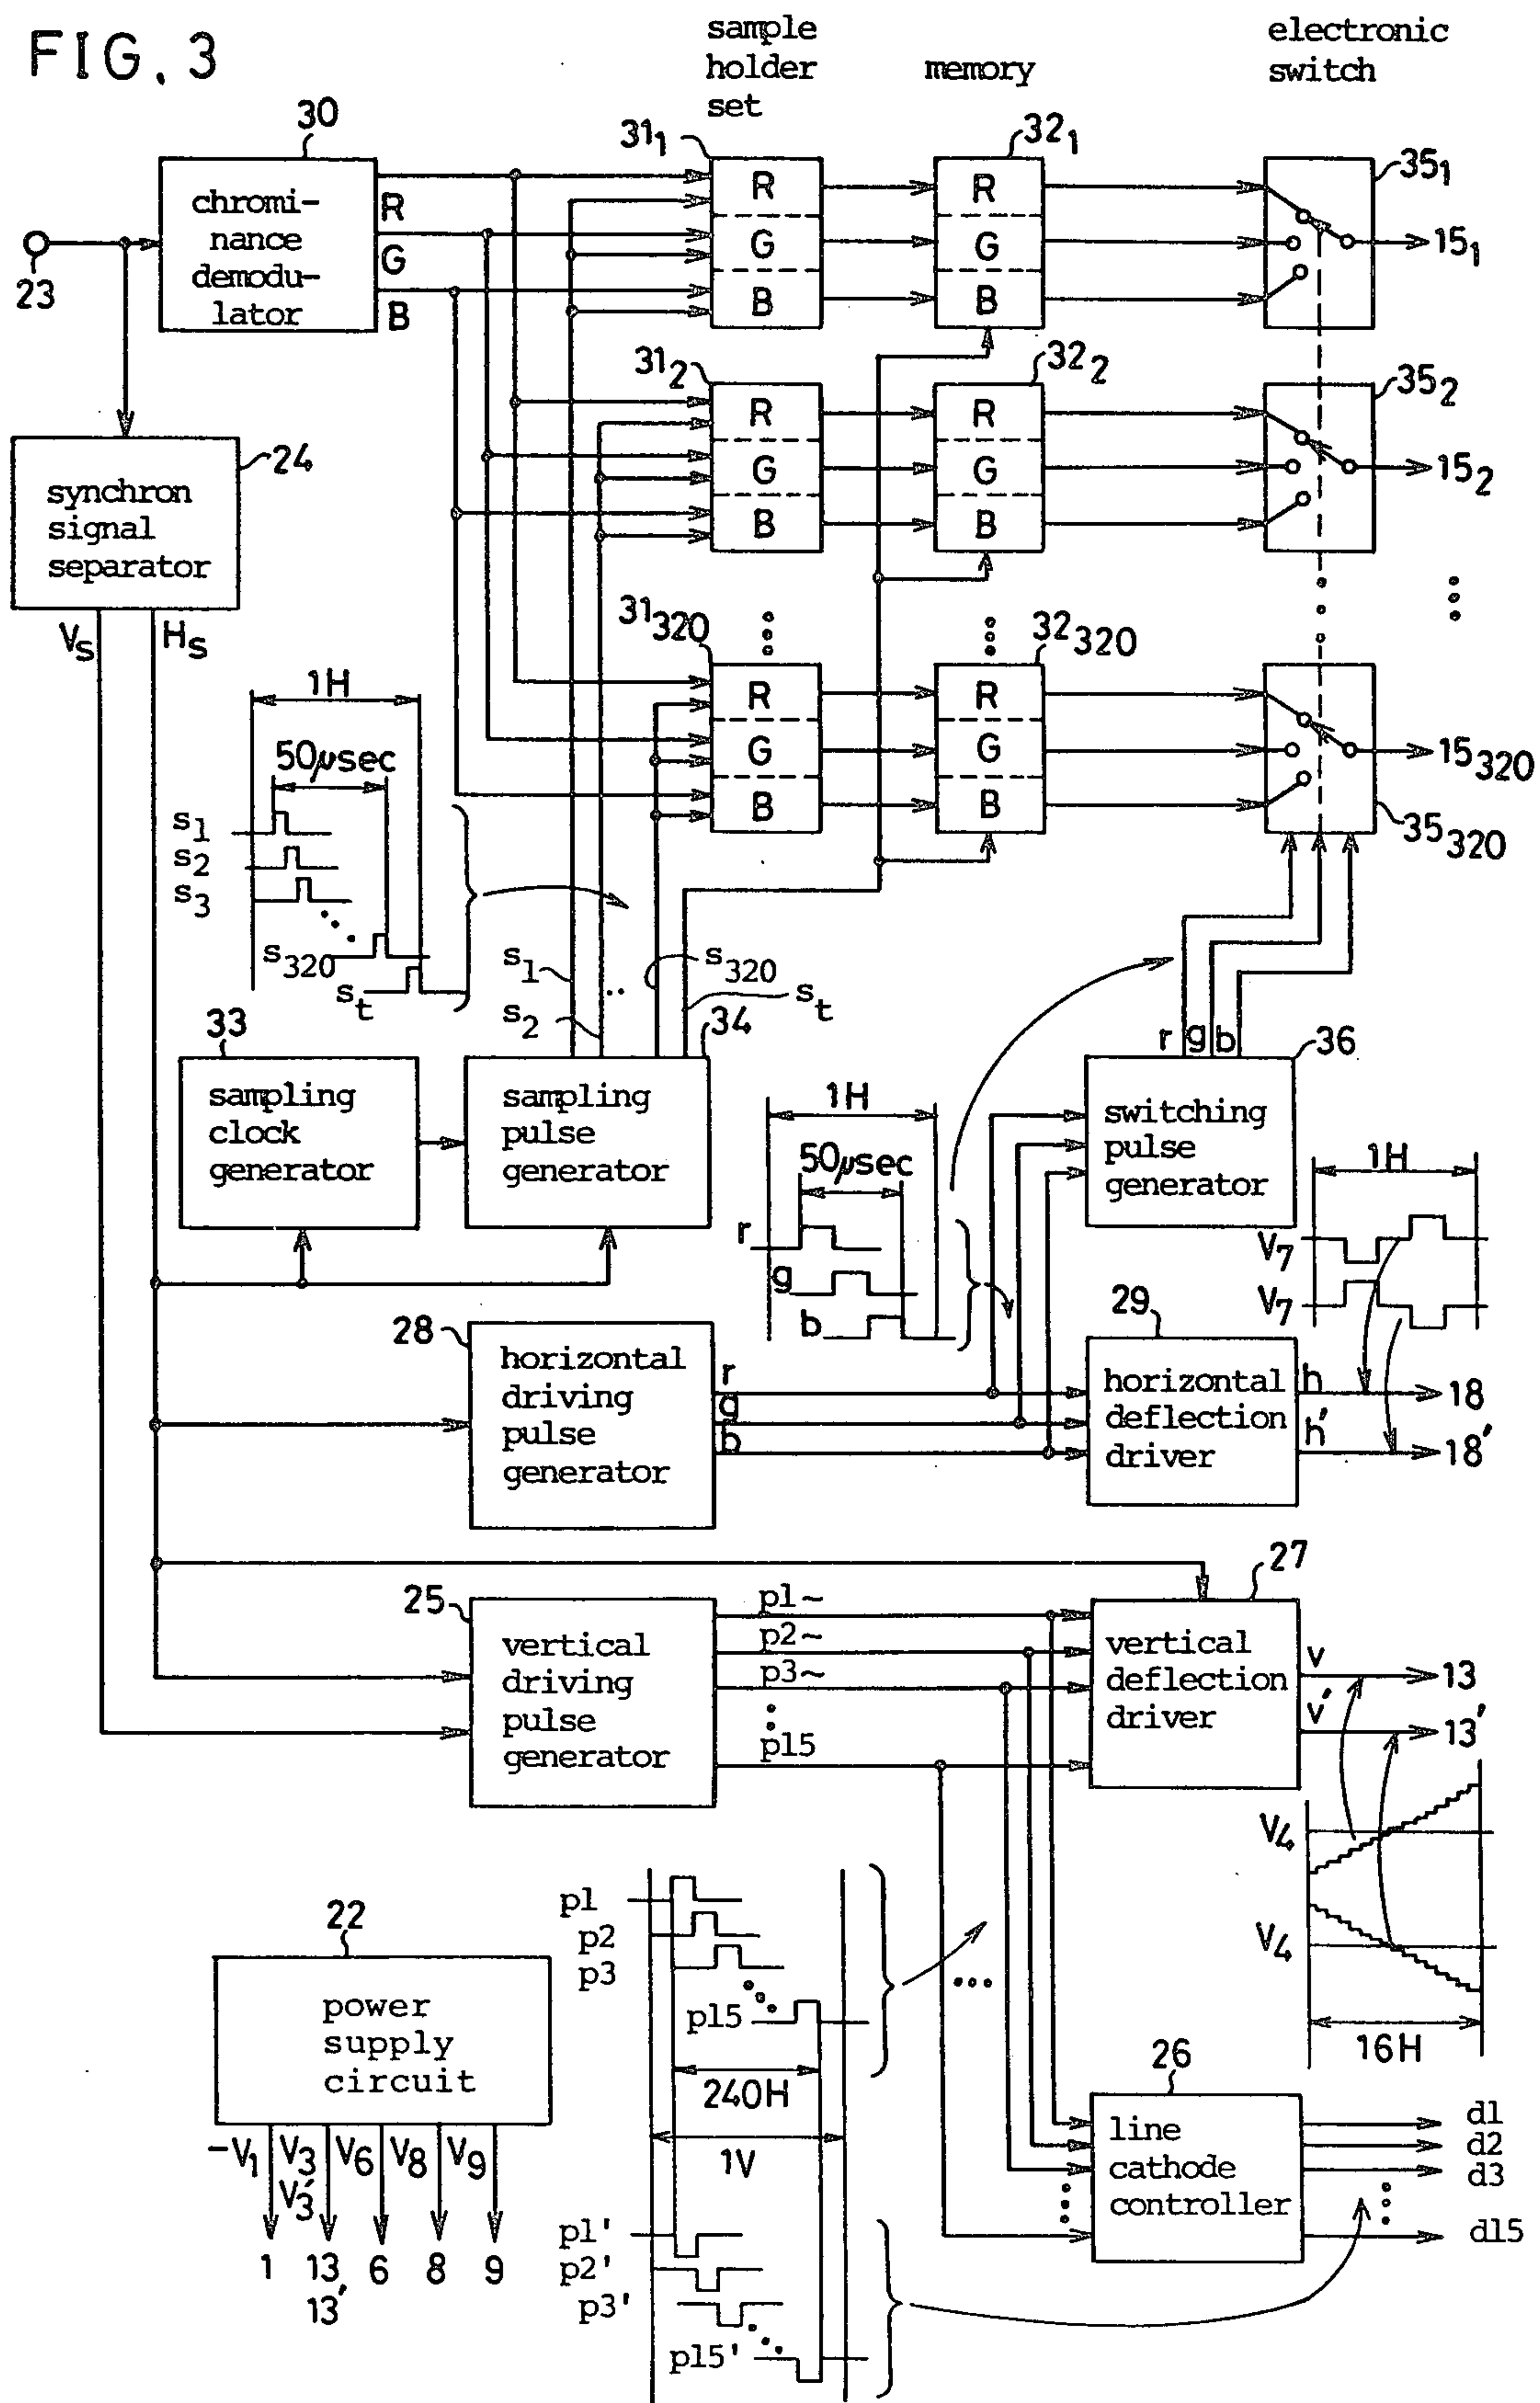 FIG. 3
sample
holder
set
memory
electronic
switch
30
chromi-
nance
demodu-
lator
R
G
B
23
31₁
R
G
B
32₁
R
G
B
35₁
15₁
31₂
R
G
B
32₂
R
G
B
35₂
15₂
24
synchron
signal
separator
V_S
H_S
31₃₂₀
R
G
B
32₃₂₀
R
G
B
15₃₂₀
35₃₂₀
1H
50μsec
s₁
s₂
s₃
s₃₂₀
s_t
s₁
s₂
s₃₂₀
s_t
33
sampling
clock
generator
34
sampling
pulse
generator
r g b
36
switching
pulse
generator
1H
50μsec
r
g
b
1H
V₇
V₇
28
horizontal
driving
pulse
generator
r
g
b
29
horizontal
deflection
driver
h
18
h'
18'
25
vertical
driving
pulse
generator
p1~
p2~
p3~
p15
27
vertical
deflection
driver
v
13
v'
13'
V₄
V₄
16H
22
power
supply
circuit
-V₁ V₃ V₆ V₈ V₉
V₃'
1 13 6 8 9
13'
p1
p2
p3
p15
240H
1V
p1'
p2'
p3'
p15'
26
line
cathode
controller
d1
d2
d3
d15